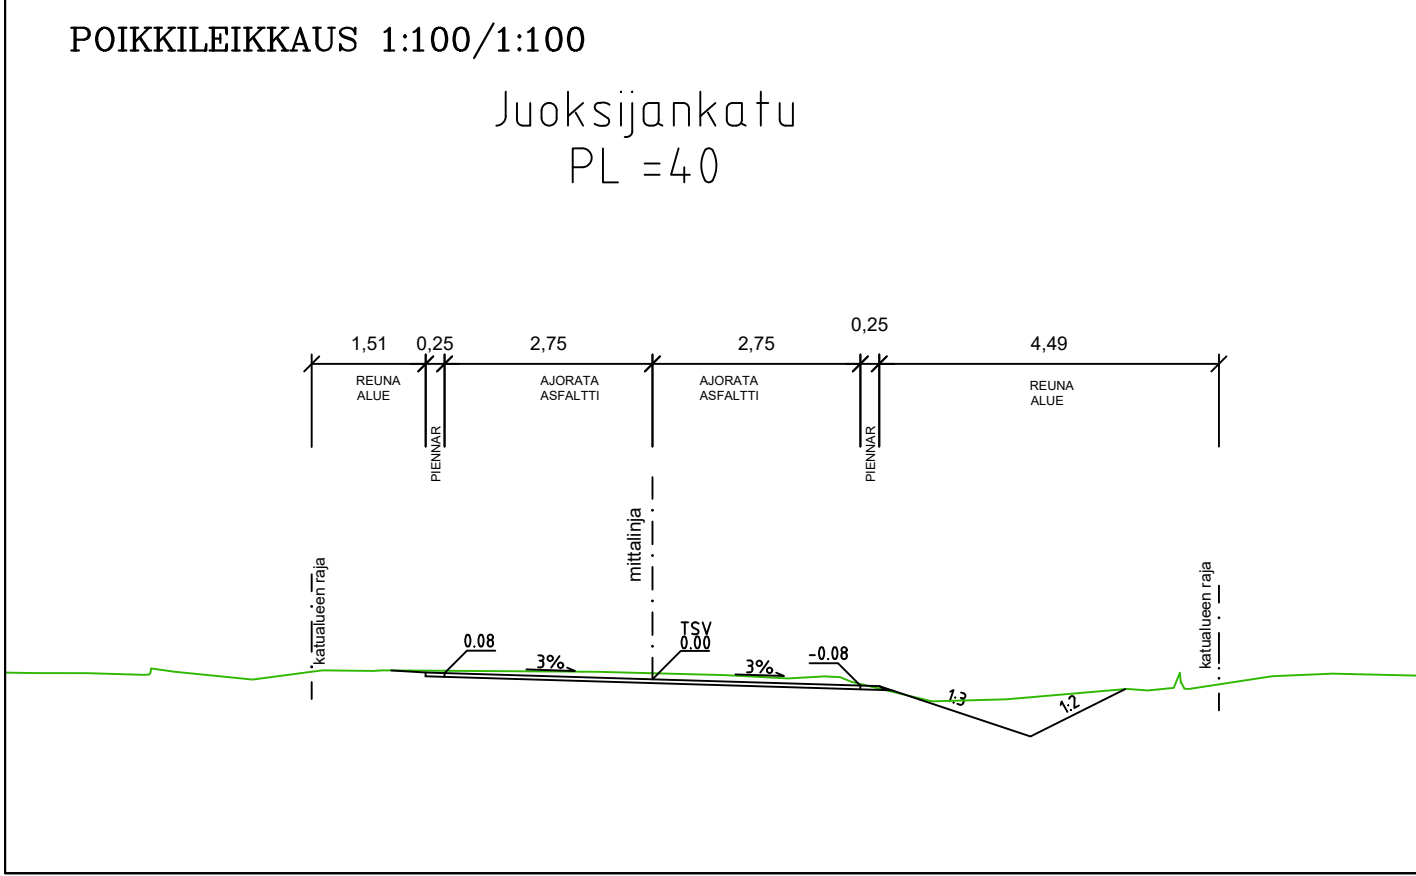 POIKKILEIKKAUS 1:100/1:100
Juoksijankatu
PL =40
1,51
0,25
2,75
2,75
0,25
4,49
REUNA
ALUE
PIENNAR
AJORATA
ASFALTTI
AJORATA
ASFALTTI
PIENNAR
REUNA
ALUE
katualueen raja
mittalinja
katualueen raja
0.08
3%
TSV
0.00
3%
-0.08
1:3
1:2